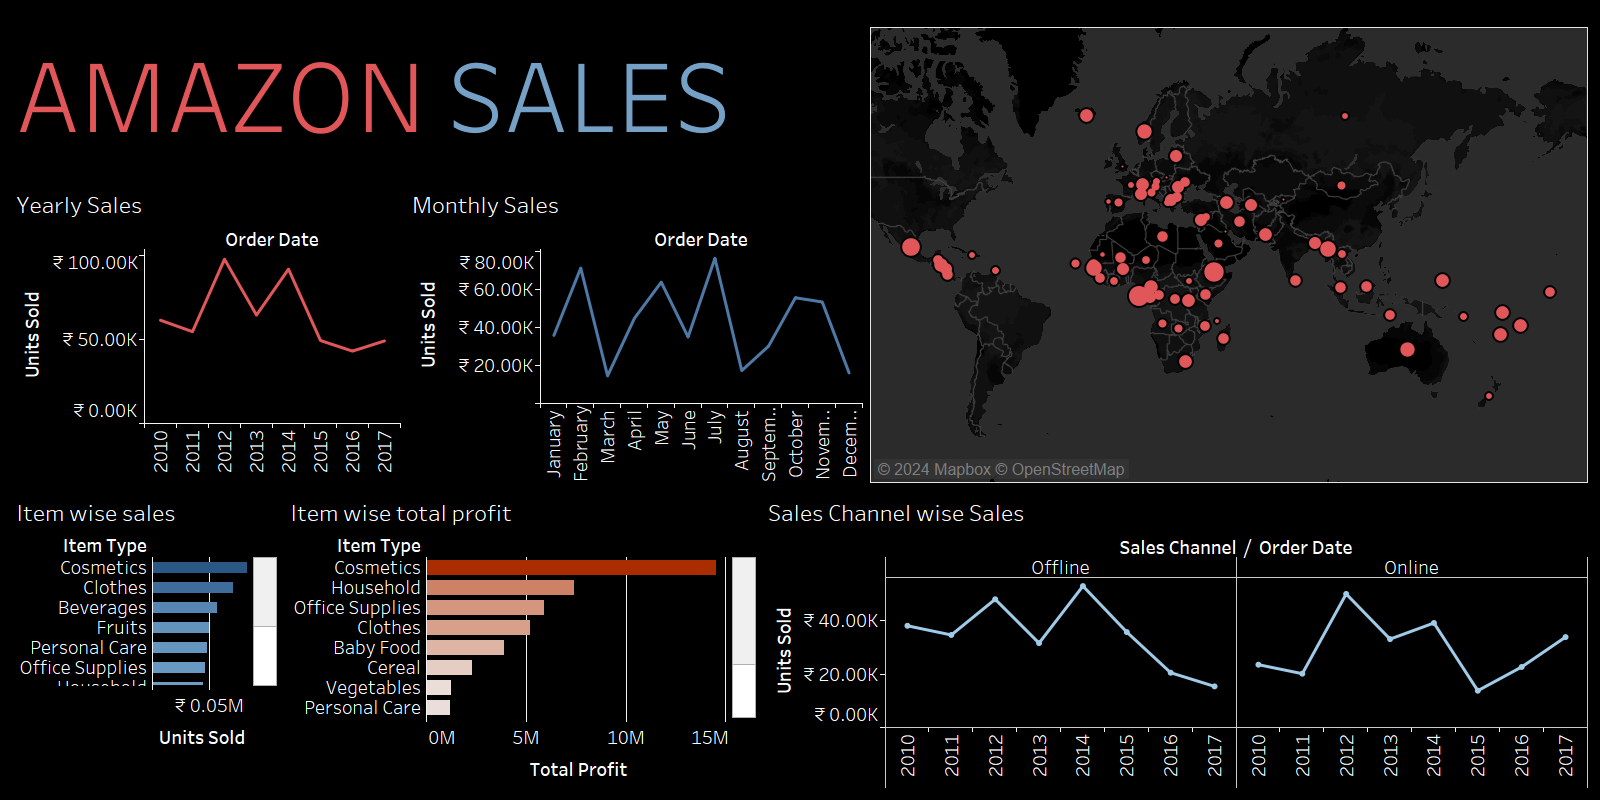 AMAZON SALES
Yearly Sales
Order Date
Units Sold
₹ 100.00K
₹ 50.00K
₹ 0.00K
2010
2011
2012
2013
2014
2015
2016
2017
Monthly Sales
Order Date
Units Sold
₹ 80.00K
₹ 60.00K
₹ 40.00K
₹ 20.00K
January
February
March
April
May
June
July
August
Septem..
October
Novem..
Decem..
© 2024 Mapbox © OpenStreetMap
Item wise sales
Item Type
Cosmetics
Clothes
Beverages
Fruits
Personal Care
Office Supplies
Household
₹ 0.05M
Units Sold
Item wise total profit
Item Type
Cosmetics
Household
Office Supplies
Clothes
Baby Food
Cereal
Vegetables
Personal Care
0M
5M
10M
15M
Total Profit
Sales Channel wise Sales
Sales Channel / Order Date
Offline
Online
Units Sold
₹ 40.00K
₹ 20.00K
₹ 0.00K
2010
2011
2012
2013
2014
2015
2016
2017
2010
2011
2012
2013
2014
2015
2016
2017